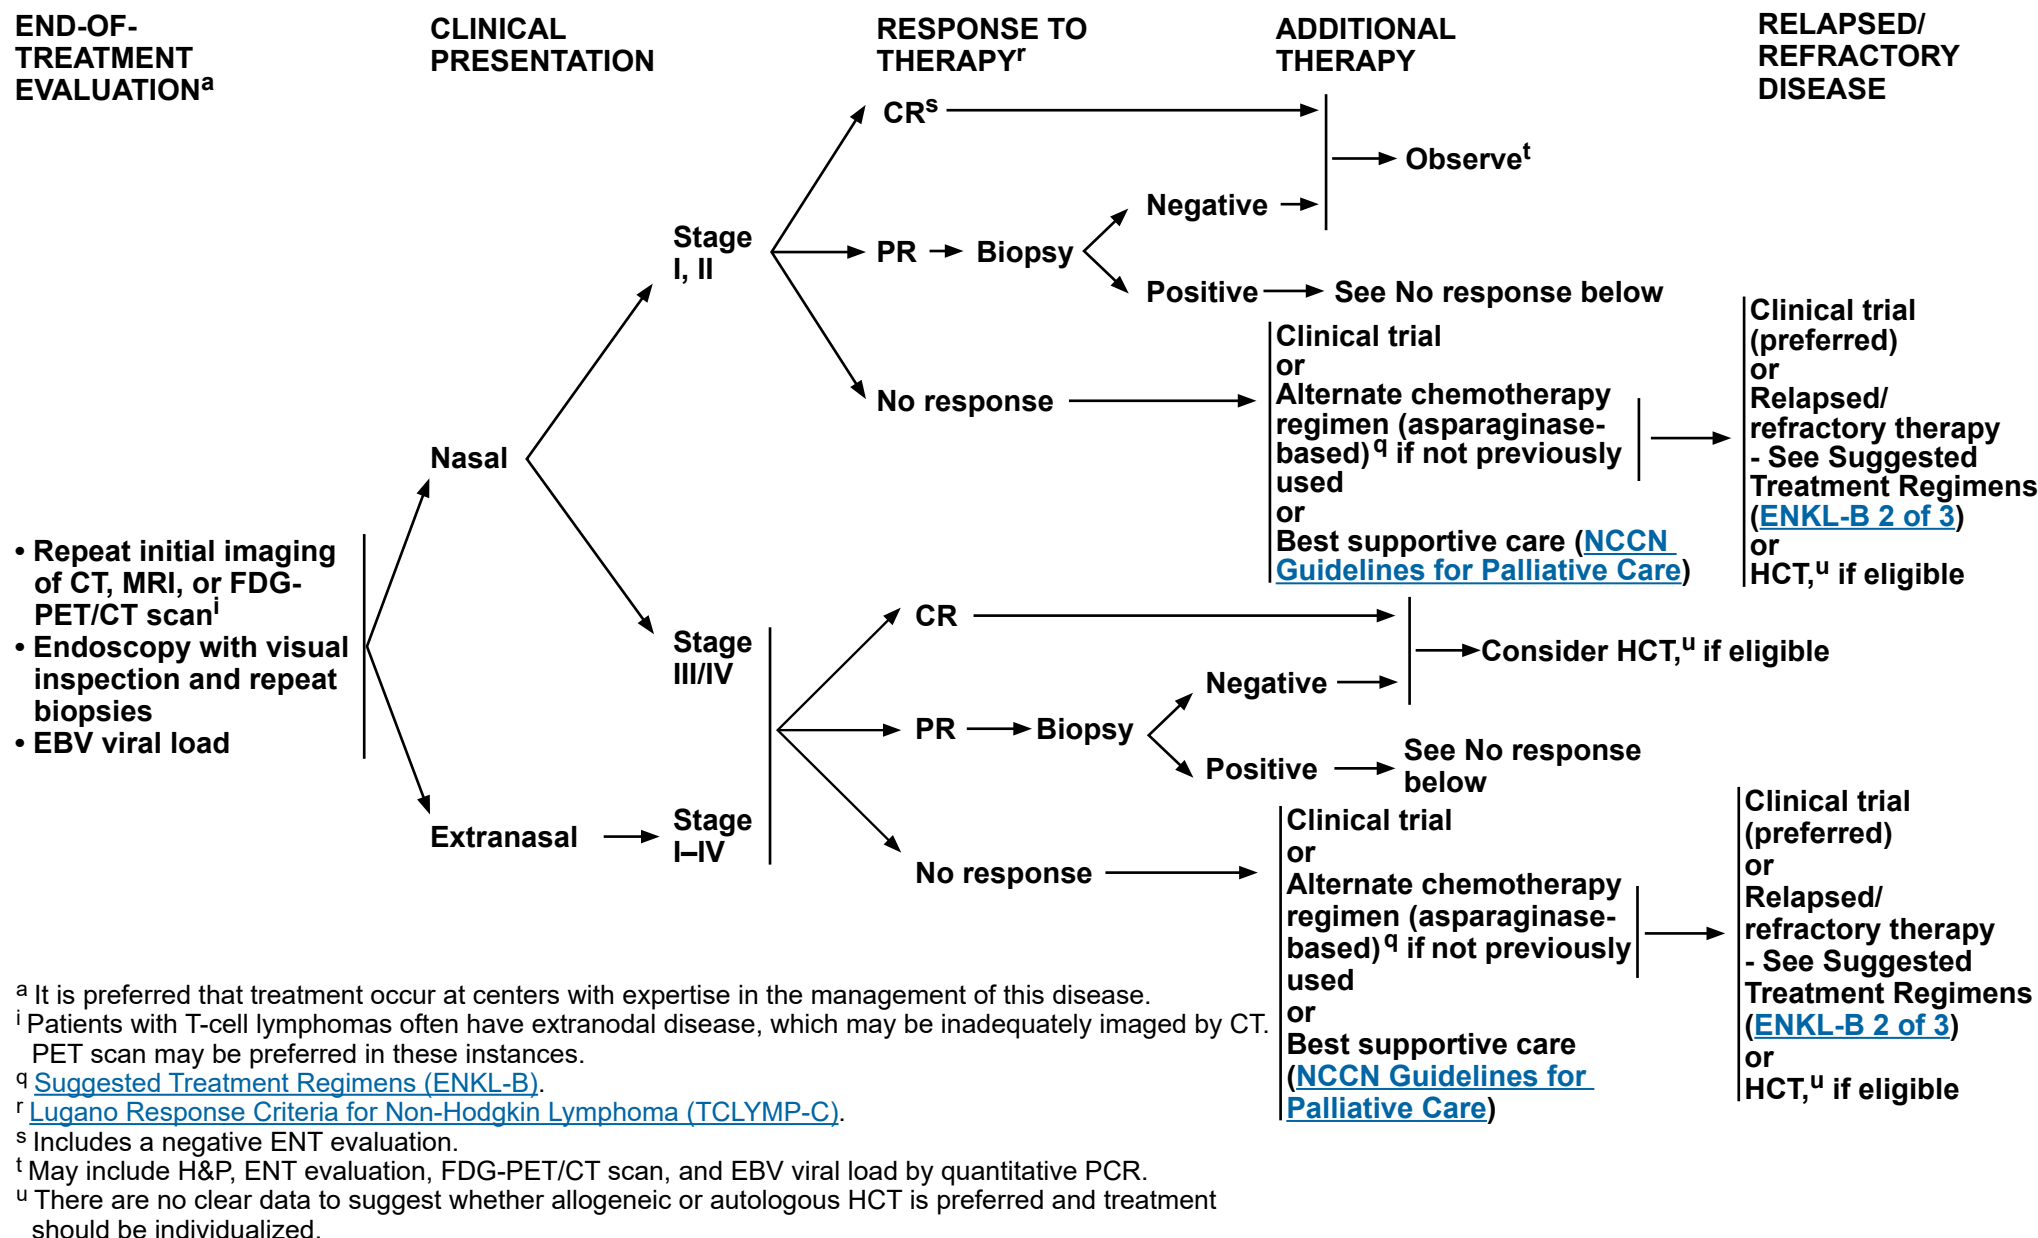 END-OF-
TREATMENT
EVALUATIONᵃ
CLINICAL
PRESENTATION
RESPONSE TO
THERAPYʳ
ADDITIONAL
THERAPY
RELAPSED/
REFRACTORY
DISEASE
• Repeat initial imaging
of CT, MRI, or FDG-
PET/CT scanⁱ
• Endoscopy with visual
inspection and repeat
biopsies
• EBV viral load
Nasal
Extranasal
Stage
I, II
Stage
III/IV
Stage
I–IV
CRˢ
Observeᵗ
PR
Biopsy
Negative
Positive
See No response below
No response
Clinical trial
or
Alternate chemotherapy
regimen (asparaginase-
based) q if not previously
used
or
Best supportive care (NCCN
Guidelines for Palliative Care)
Clinical trial
(preferred)
or
Relapsed/
refractory therapy
- See Suggested
Treatment Regimens
(ENKL-B 2 of 3)
or
HCT,ᵘ if eligible
CR
Consider HCT,ᵘ if eligible
PR
Biopsy
Negative
Positive
See No response
below
No response
Clinical trial
or
Alternate chemotherapy
regimen (asparaginase-
based) q if not previously
used
or
Best supportive care
(NCCN Guidelines for
Palliative Care)
Clinical trial
(preferred)
or
Relapsed/
refractory therapy
- See Suggested
Treatment Regimens
(ENKL-B 2 of 3)
or
HCT,ᵘ if eligible
ᵃ It is preferred that treatment occur at centers with expertise in the management of this disease.
ⁱ Patients with T-cell lymphomas often have extranodal disease, which may be inadequately imaged by CT.
PET scan may be preferred in these instances.
q Suggested Treatment Regimens (ENKL-B).
ʳ Lugano Response Criteria for Non-Hodgkin Lymphoma (TCLYMP-C).
ˢ Includes a negative ENT evaluation.
ᵗ May include H&P, ENT evaluation, FDG-PET/CT scan, and EBV viral load by quantitative PCR.
ᵘ There are no clear data to suggest whether allogeneic or autologous HCT is preferred and treatment
should be individualized.